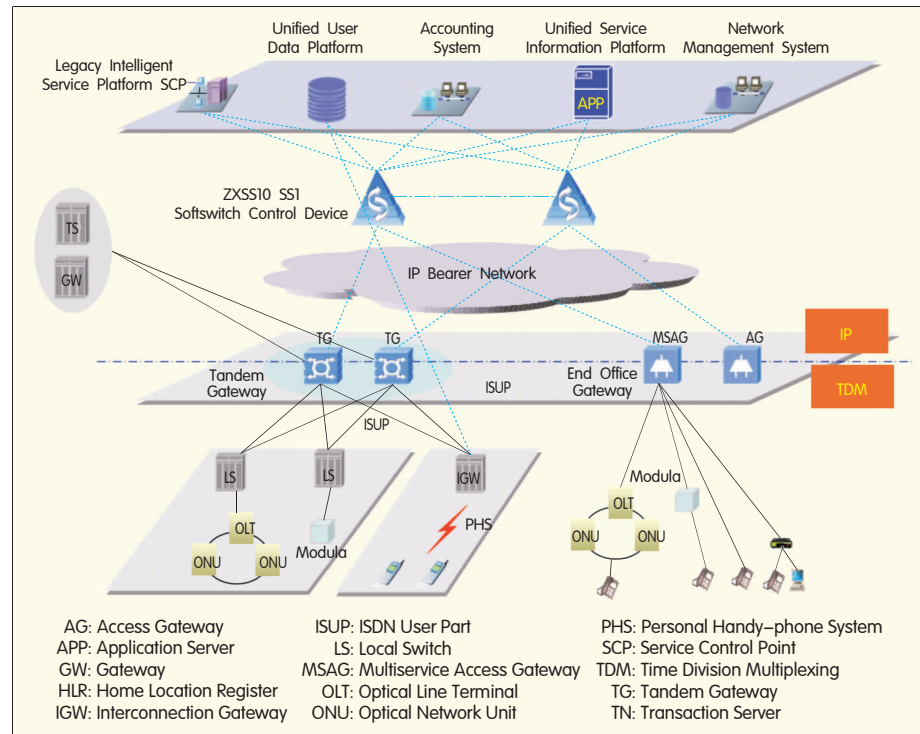 Unified User
Data Platform
Accounting
System
Unified Service
Information Platform
Network
Management System
Legacy Intelligent
Service Platform SCP
APP
ZXSS10 SS1
Softswitch Control Device
TS
GW
IP Bearer Network
TG
TG
MSAG
AG
IP
Tandem
Gateway
ISUP
End Office
Gateway
TDM
ISUP
LS
LS
IGW
Modula
OLT
ONU
ONU
Modula
PHS
OLT
ONU
ONU
AG: Access Gateway
APP: Application Server
GW: Gateway
HLR: Home Location Register
IGW: Interconnection Gateway
ISUP: ISDN User Part
LS: Local Switch
MSAG: Multiservice Access Gateway
OLT: Optical Line Terminal
ONU: Optical Network Unit
PHS: Personal Handy-phone System
SCP: Service Control Point
TDM: Time Division Multiplexing
TG: Tandem Gateway
TN: Transaction Server